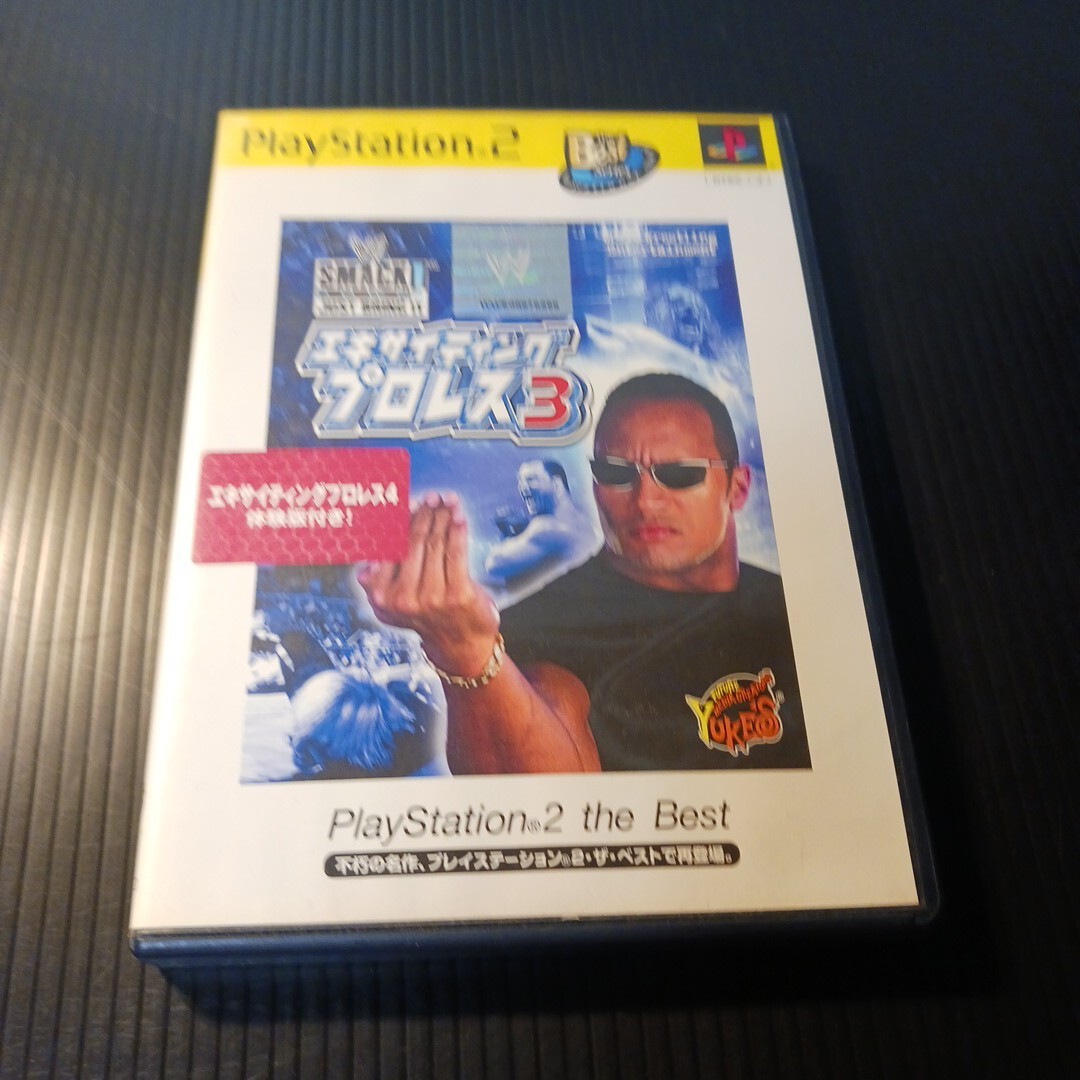 PlayStation®2
the Best
SMACK
W
エキサイティング
プロレス3
エキサイティングプロレス4
体験版付き!
YUKE'S
PlayStation®2 the Best
不朽の名作、プレイステーション®2・ザ・ベストで再登場。